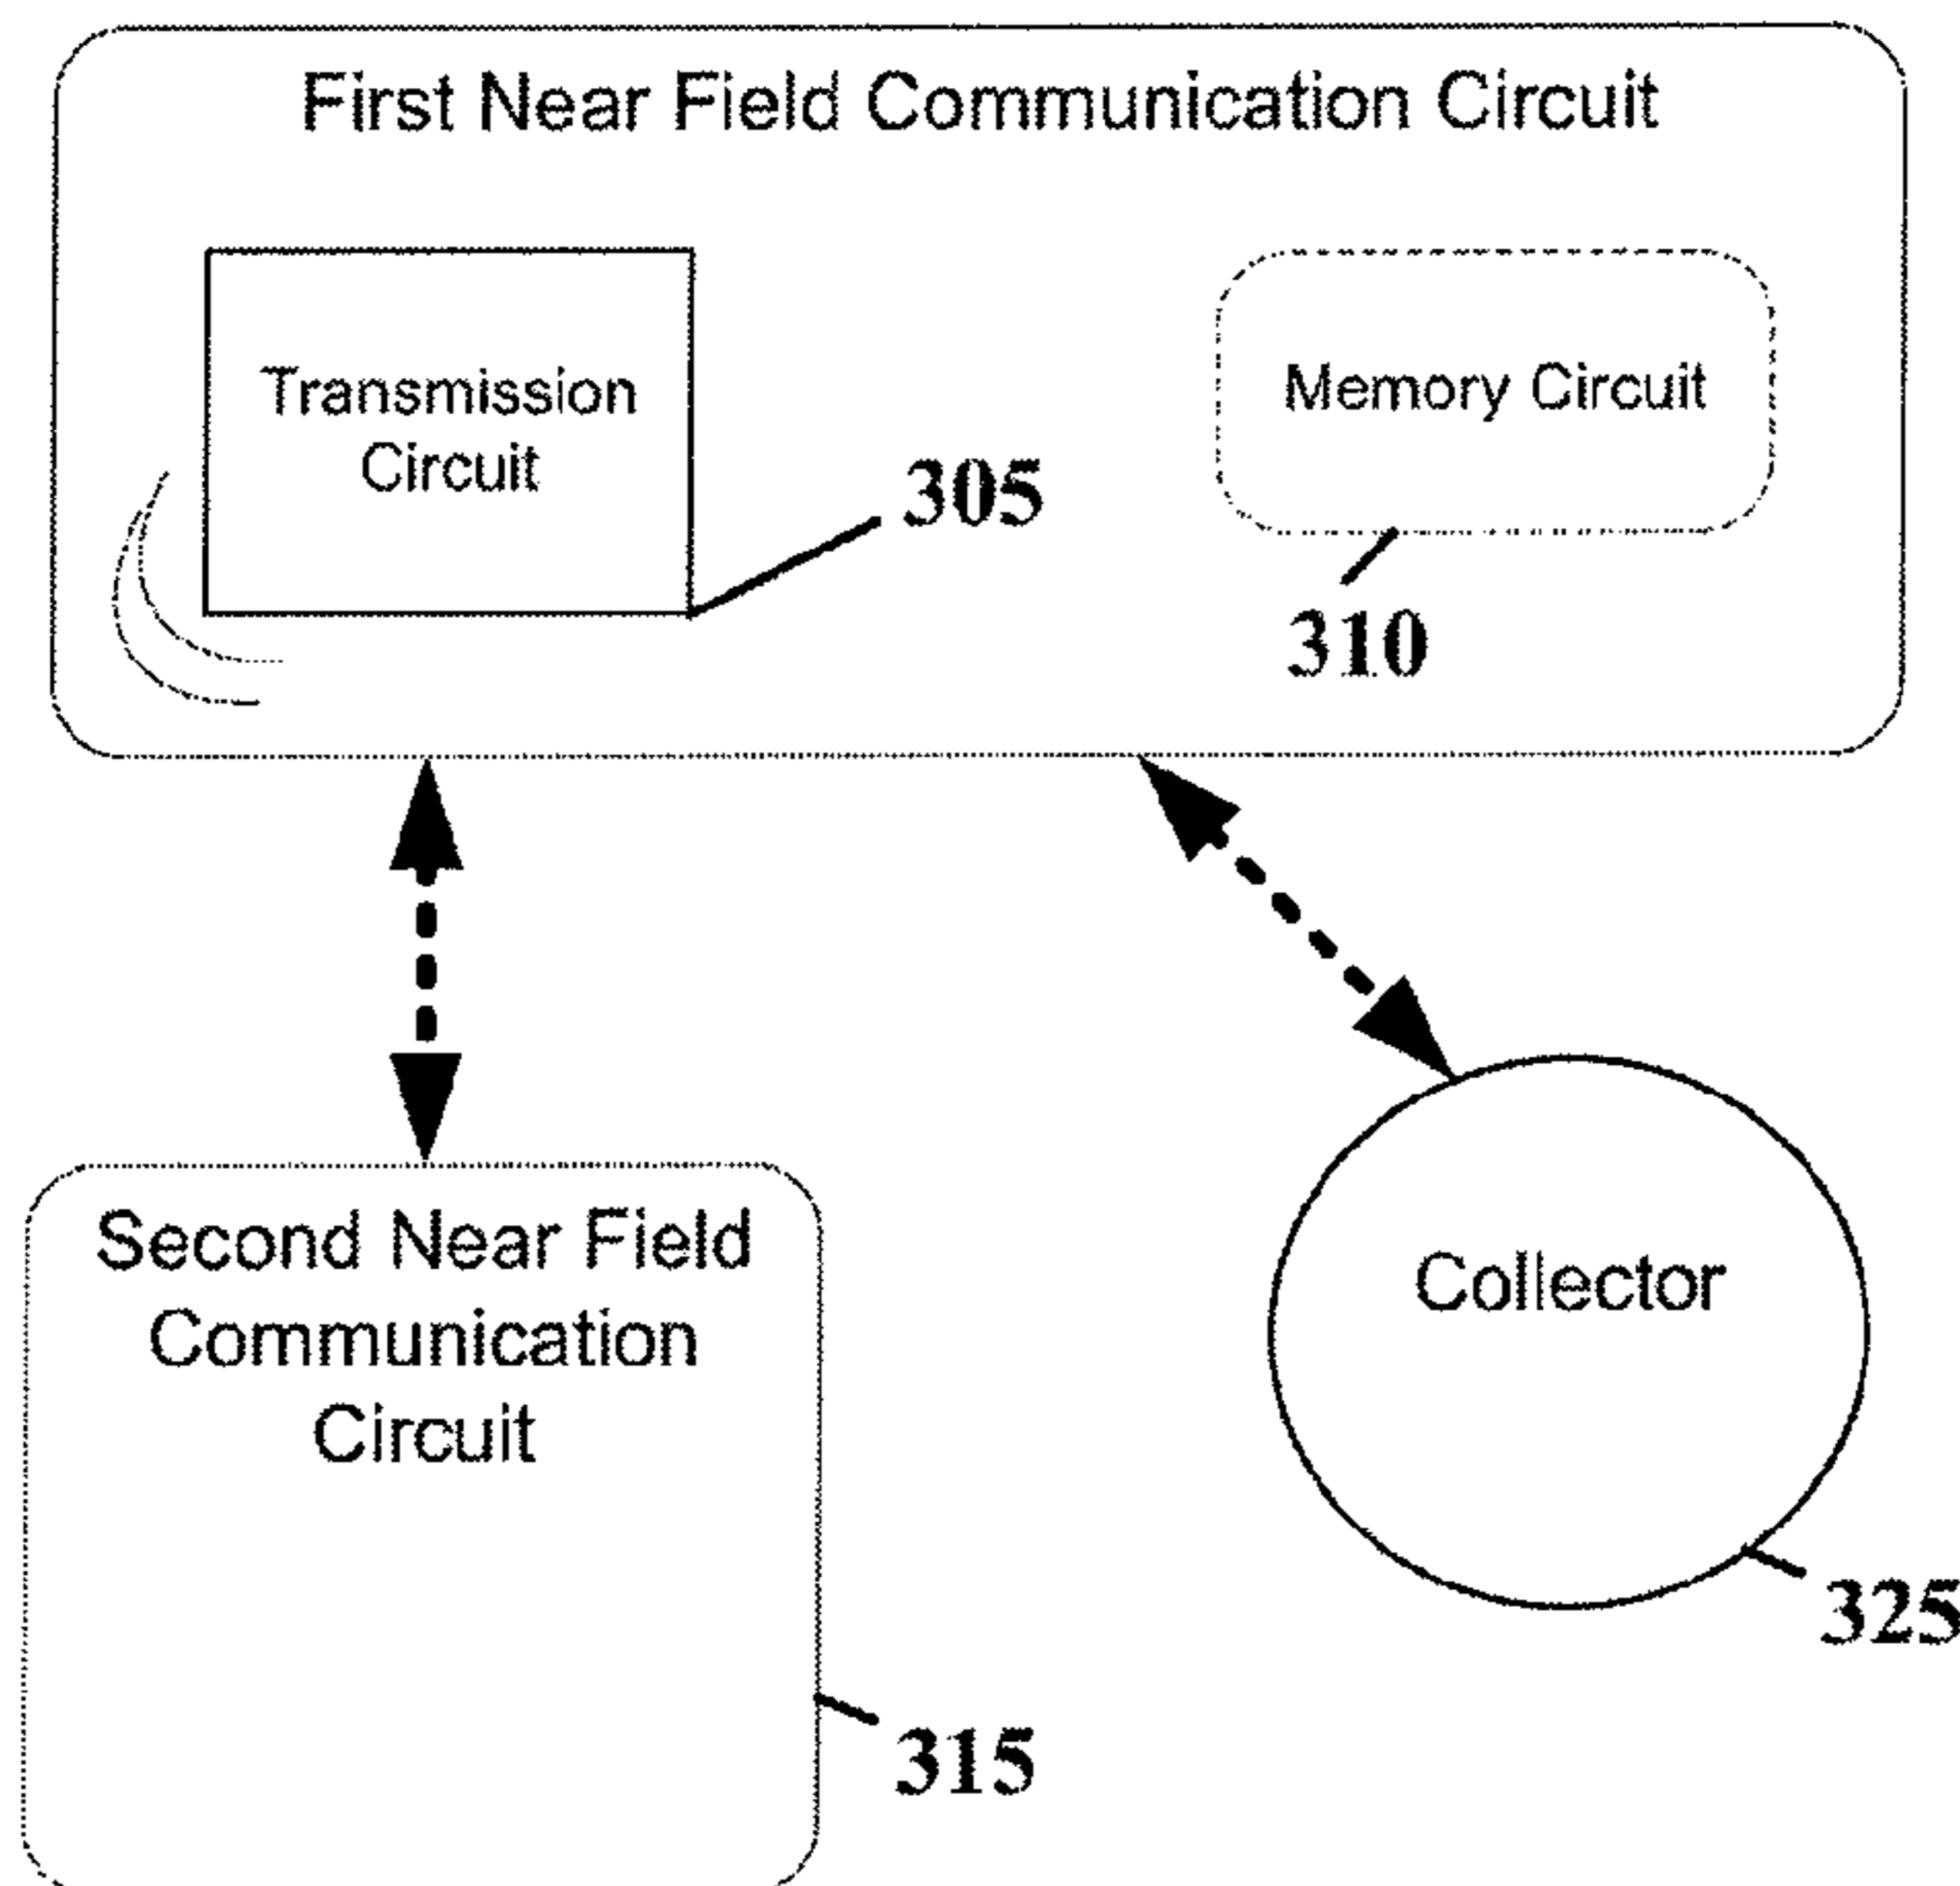 First Near Field Communication Circuit
Transmission
Circuit
Memory Circuit
305
310
Second Near Field
Communication
Circuit
Collector
325
315